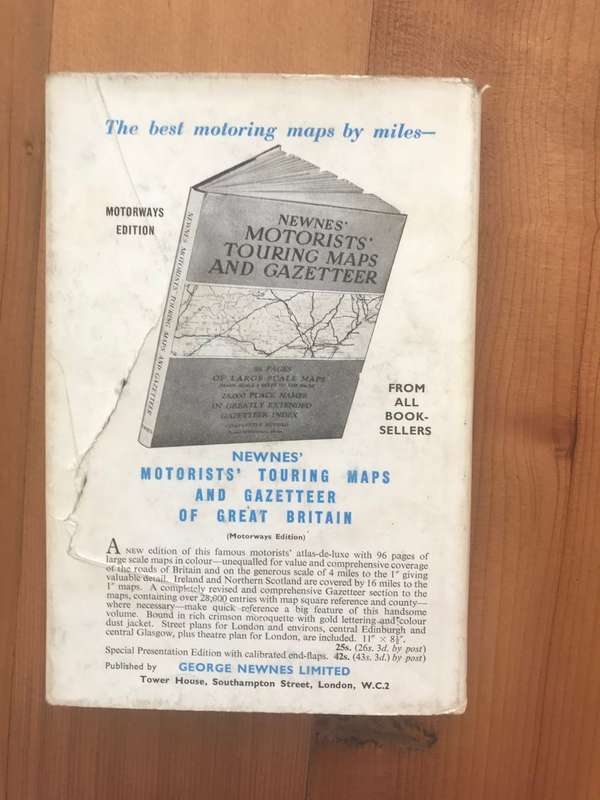 The best motoring maps by miles—
MOTORWAYS
EDITION
NEWNES'
MOTORISTS'
TOURING MAPS
AND GAZETTEER
NEWNES' MOTORISTS' TOURING MAPS AND GAZETTEER
96 PAGES
OF LARGE SCALE MAPS
28,000 PLACE NAMES
IN GREATLY EXTENDED
GAZETTEER INDEX
COMPLETELY REVISED
FROM
ALL
BOOK-
SELLERS
NEWNES'
MOTORISTS' TOURING MAPS
AND GAZETTEER
OF GREAT BRITAIN
(Motorways Edition)
A NEW edition of this famous motorists' atlas-de-luxe with 96 pages of
large scale maps in colour—unequalled for value and comprehensive coverage
of the roads of Britain and on the generous scale of 4 miles to the 1" giving
valuable detail. Ireland and Northern Scotland are covered by 16 miles to the
1" maps. A completely revised and comprehensive Gazetteer section to the
maps, containing over 28,000 entries with map square reference and county—
where necessary—make quick reference a big feature of this handsome
volume. Bound in rich crimson moroquette with gold lettering and colour
dust jacket. Street plans for London and environs, central Edinburgh and
central Glasgow, plus theatre plan for London, are included. 11" × 8½".
25s. (26s. 3d. by post)
Special Presentation Edition with calibrated end-flaps. 42s. (43s. 3d. by post)
Published by GEORGE NEWNES LIMITED
Tower House, Southampton Street, London, W.C.2